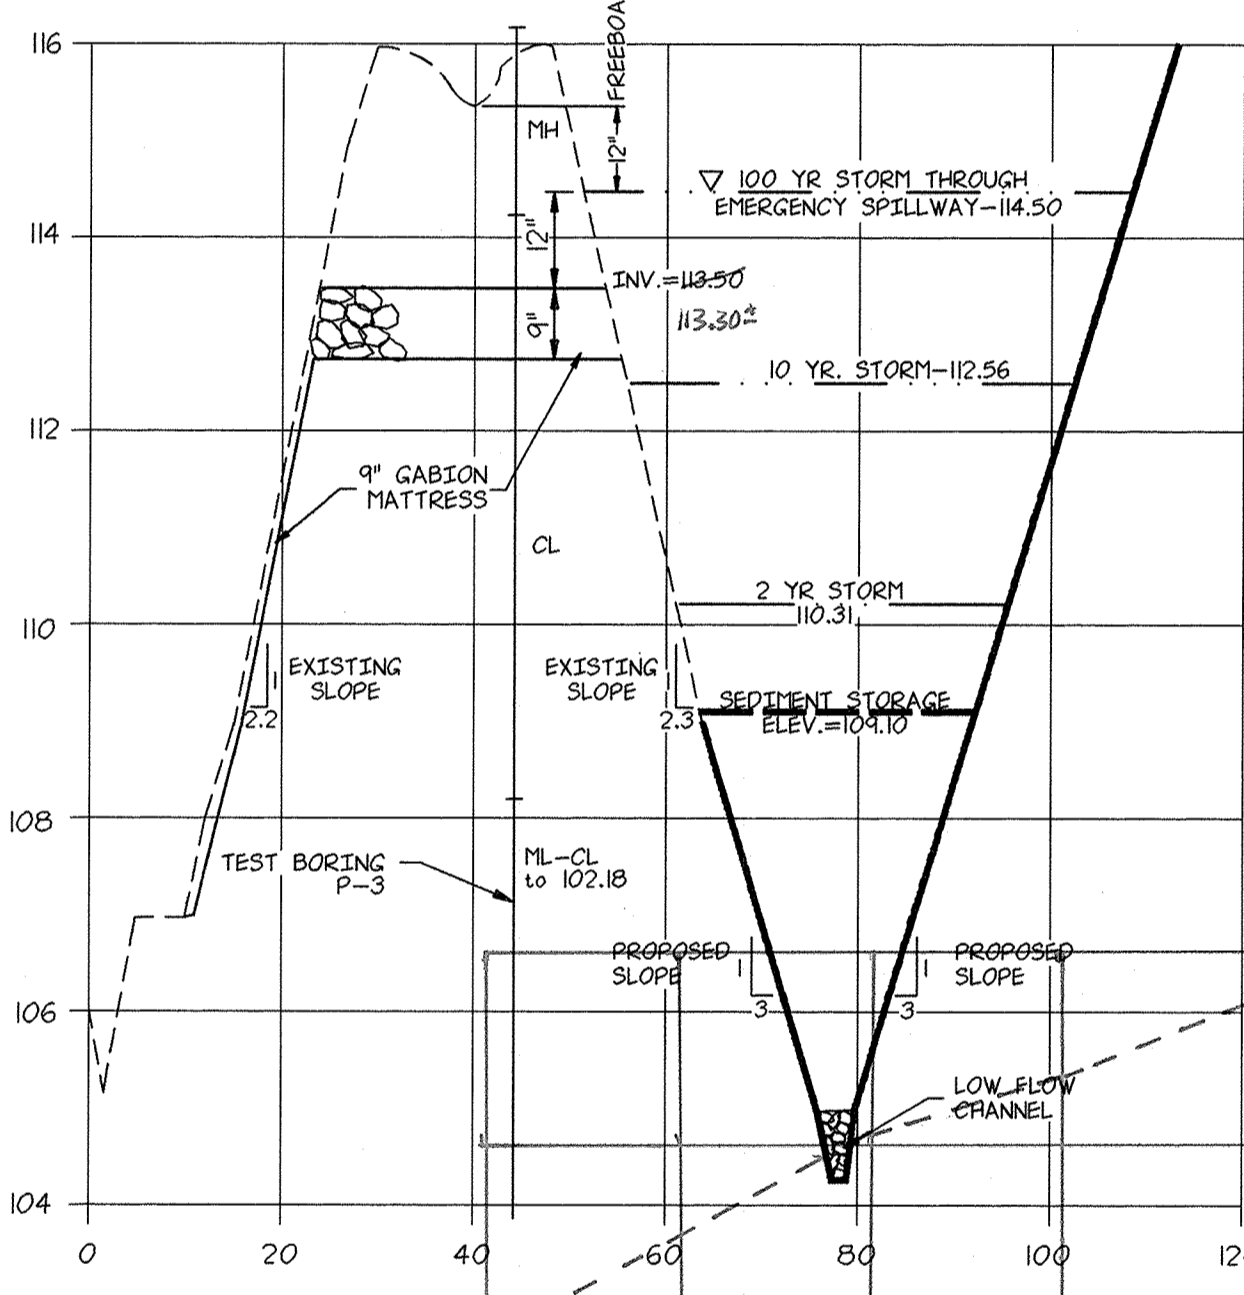 116
FREEBOA
MH
12"
100 YR STORM THROUGH
EMERGENCY SPILLWAY-114.50
114
12"
INV.=113.50
113.30±
9"
10 YR. STORM-112.56
112
9" GABION
MATTRESS
CL
2 YR STORM
110.31
110
EXISTING
SLOPE
1
2.2
EXISTING
SLOPE
1
2.3
SEDIMENT STORAGE
ELEV.=109.10
108
TEST BORING
P-3
ML-CL
to 102.18
PROPOSED
SLOPE
1
3
PROPOSED
SLOPE
1
3
106
LOW FLOW
CHANNEL
104
0 20 40 60 80 100 12